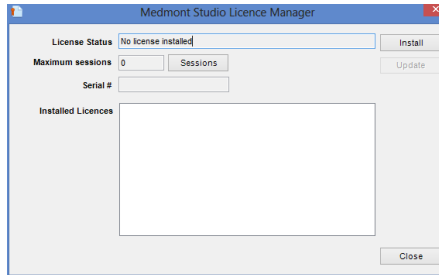 Medmont Studio Licence Manager
License Status No license installed Install
Maximum sessions 0 Sessions Update
Serial #
Installed Licences
Close